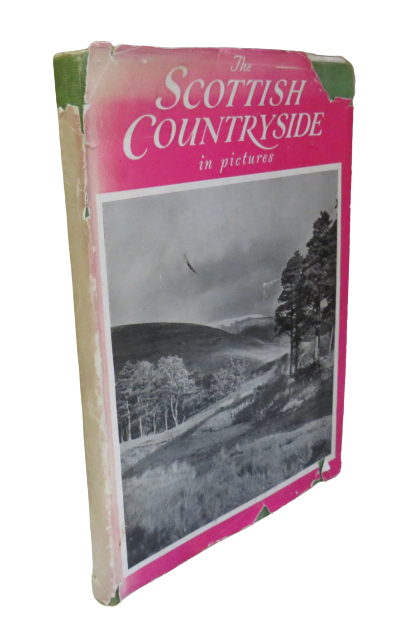 The
SCOTTISH
COUNTRYSIDE
in pictures